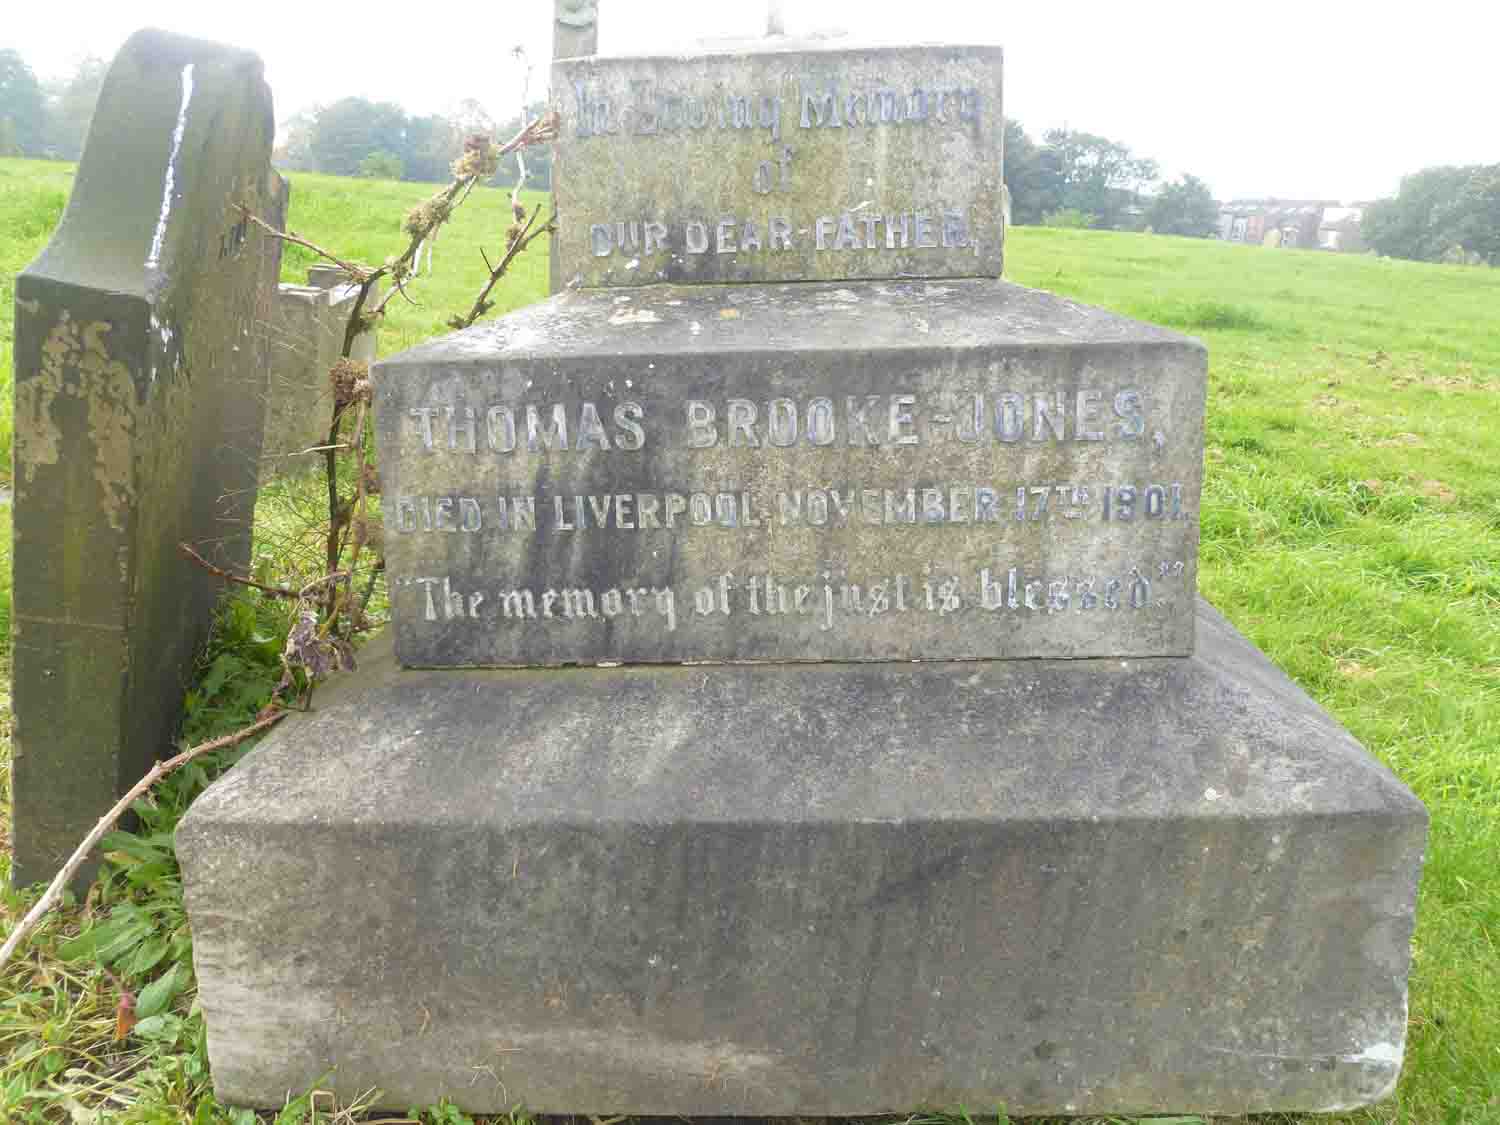 In Loving Memory
of
OUR DEAR FATHER,
THOMAS BROOKE-JONES,
DIED IN LIVERPOOL, NOVEMBER 17TH 1901.
"The memory of the just is blessed."